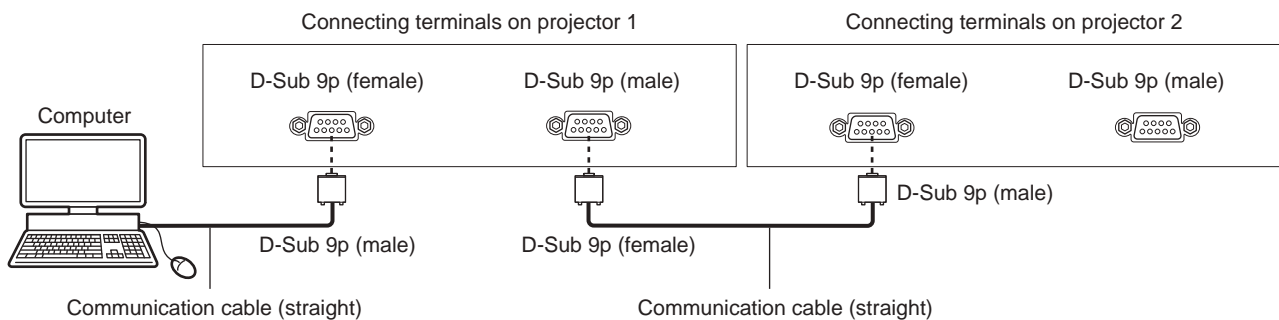 Connecting terminals on projector 1
Connecting terminals on projector 2
D-Sub 9p (female)
D-Sub 9p (male)
D-Sub 9p (female)
D-Sub 9p (male)
Computer
D-Sub 9p (male)
D-Sub 9p (male)
D-Sub 9p (female)
Communication cable (straight)
Communication cable (straight)